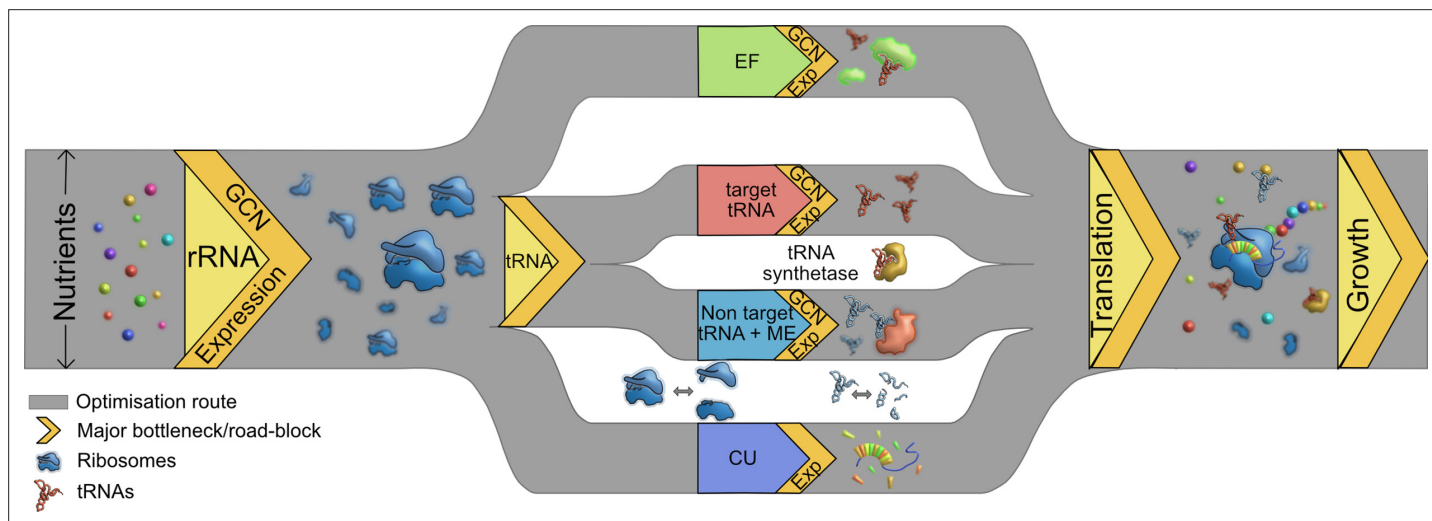 Nutrients
rRNA
GCN
Expression
tRNA
EF
GCN
Exp
target
tRNA
GCN
Exp
tRNA
synthetase
Non target
tRNA + ME
GCN
Exp
CU
Exp
Translation
Growth
Optimisation route
Major bottleneck/road-block
Ribosomes
tRNAs